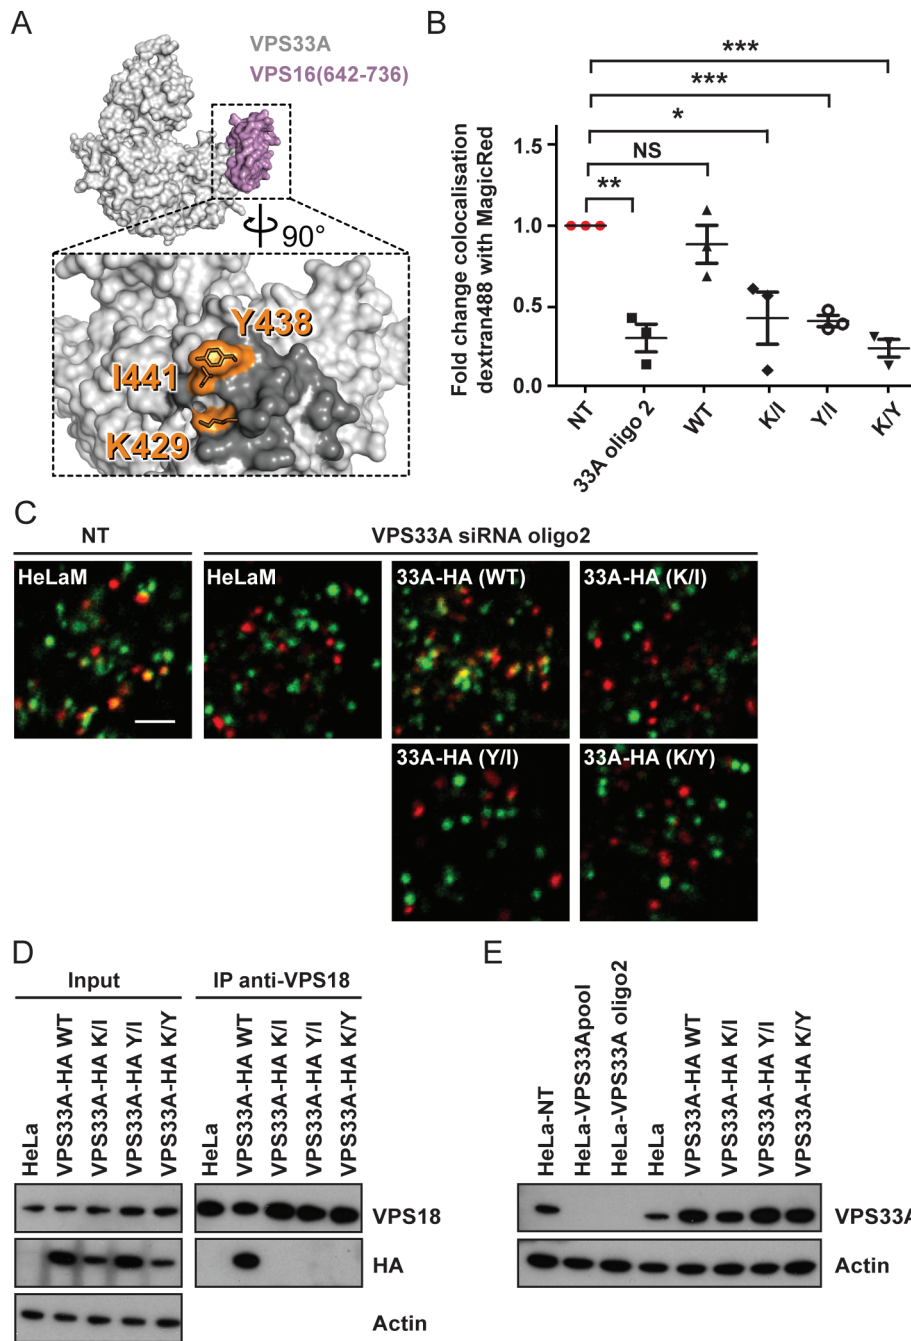 A
VPS33A
VPS16(642-736)
90°
Y438
I441
K429
B
***
***
*
NS
**
Fold change colocalisation
dextran488 with MagicRed
1.5
1.0
0.5
0.0
NT
33A oligo 2
WT
K/I
Y/I
K/Y
C
NT
VPS33A siRNA oligo2
HeLaM
HeLaM
33A-HA (WT)
33A-HA (K/I)
33A-HA (Y/I)
33A-HA (K/Y)
D
Input
IP anti-VPS18
HeLa
VPS33A-HA WT
VPS33A-HA K/I
VPS33A-HA Y/I
VPS33A-HA K/Y
HeLa
VPS33A-HA WT
VPS33A-HA K/I
VPS33A-HA Y/I
VPS33A-HA K/Y
VPS18
HA
Actin
E
HeLa-NT
HeLa-VPS33Apool
HeLa-VPS33A oligo2
HeLa
VPS33A-HA WT
VPS33A-HA K/I
VPS33A-HA Y/I
VPS33A-HA K/Y
VPS33A
Actin